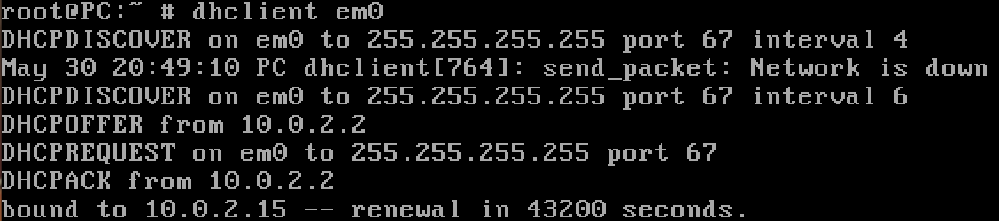 root@PC:~ # dhclient em0
DHCPDISCOVER on em0 to 255.255.255.255 port 67 interval 4
May 30 20:49:10 PC dhclient[764]: send_packet: Network is down
DHCPDISCOVER on em0 to 255.255.255.255 port 67 interval 6
DHCPOFFER from 10.0.2.2
DHCPREQUEST on em0 to 255.255.255.255 port 67
DHCPACK from 10.0.2.2
bound to 10.0.2.15 -- renewal in 43200 seconds.